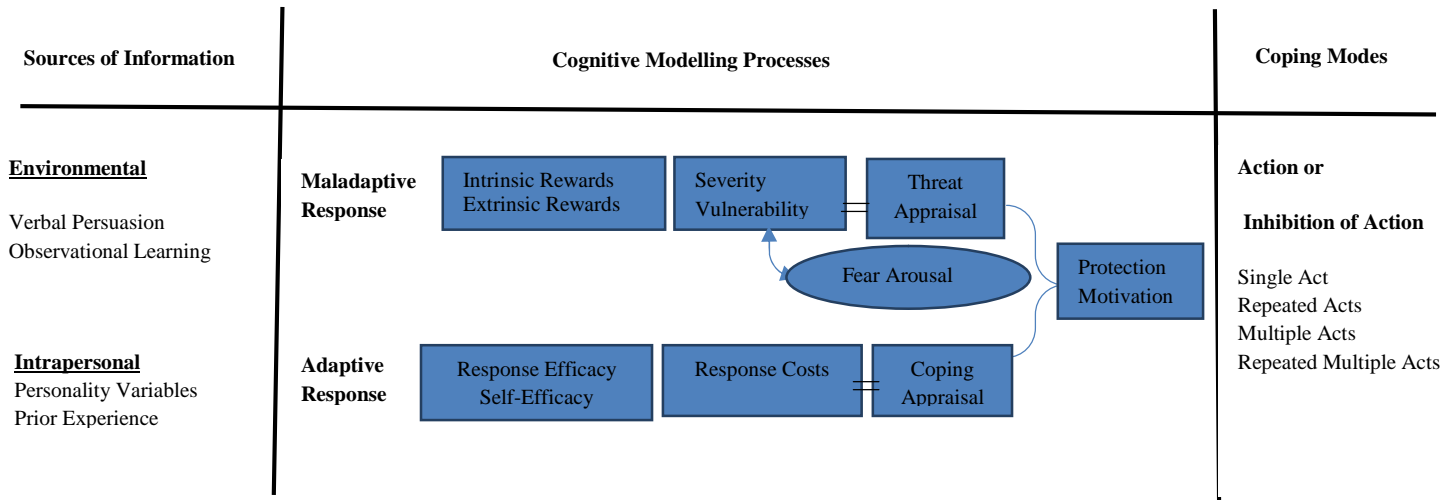 Sources of Information
Cognitive Modelling Processes
Coping Modes
Environmental
Verbal Persuasion
Observational Learning
Intrapersonal
Personality Variables
Prior Experience
Maladaptive
Response
Intrinsic Rewards
Extrinsic Rewards
Severity
Vulnerability
Threat
Appraisal
Fear Arousal
Protection
Motivation
Adaptive
Response
Response Efficacy
Self-Efficacy
Response Costs
Coping
Appraisal
Action or
Inhibition of Action
Single Act
Repeated Acts
Multiple Acts
Repeated Multiple Acts